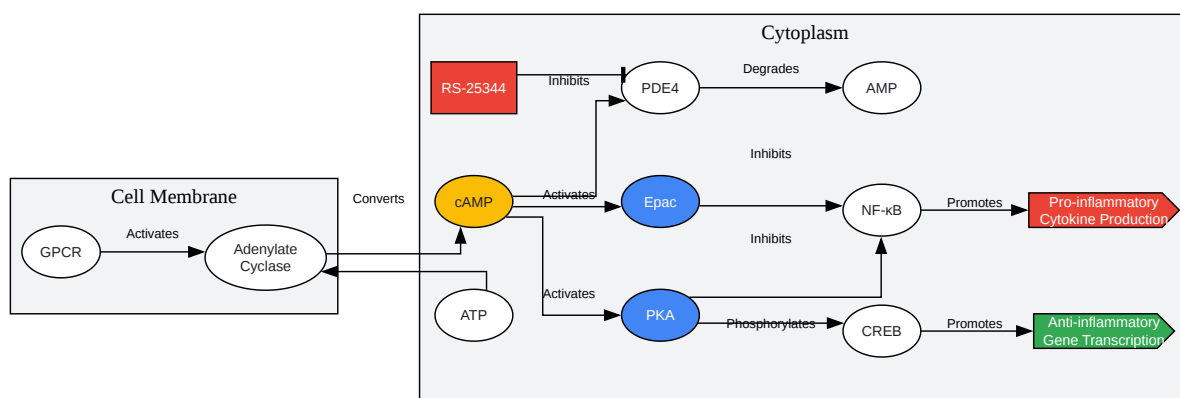 Cytoplasm
RS-25344
Inhibits
PDE4
Degrades
AMP
Inhibits
Cell Membrane
Converts
cAMP
Activates
Epac
NF-κB
Promotes
Pro-inflammatory
Cytokine Production
GPCR
Activates
Adenylate
Cyclase
Inhibits
ATP
Activates
PKA
Phosphorylates
CREB
Promotes
Anti-inflammatory
Gene Transcription